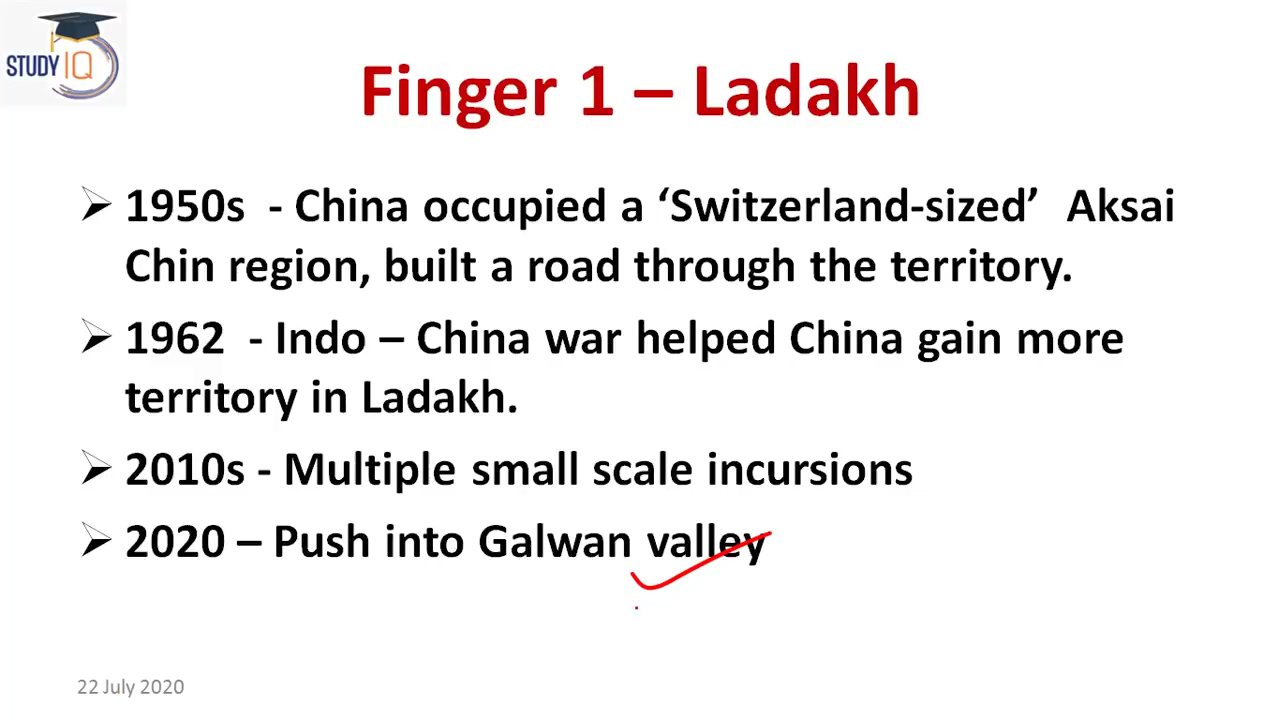 STUDY IQ
Finger 1 – Ladakh
➢ 1950s - China occupied a ‘Switzerland-sized’ Aksai
Chin region, built a road through the territory.
➢ 1962 - Indo – China war helped China gain more
territory in Ladakh.
➢ 2010s - Multiple small scale incursions
➢ 2020 – Push into Galwan valley
22 July 2020